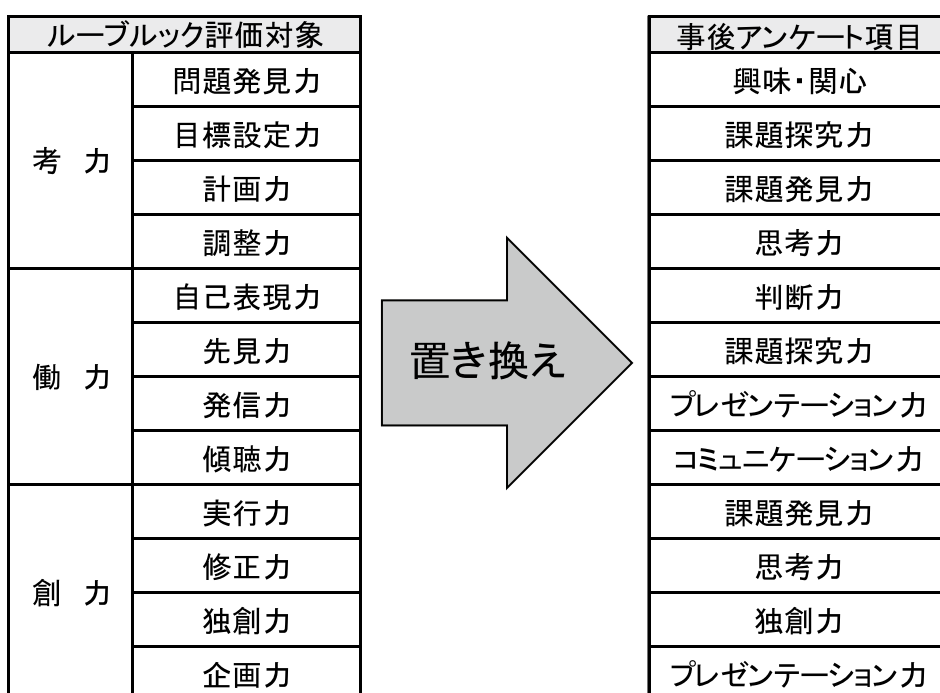 ルーブルック評価対象
考 力
問題発見力
目標設定力
計画力
調整力
働 力
自己表現力
先見力
発信力
傾聴力
創 力
実行力
修正力
独創力
企画力
置き換え
事後アンケート項目
興味・関心
課題探究力
課題発見力
思考力
判断力
課題探究力
プレゼンテーション力
コミュニケーション力
課題発見力
思考力
独創力
プレゼンテーション力